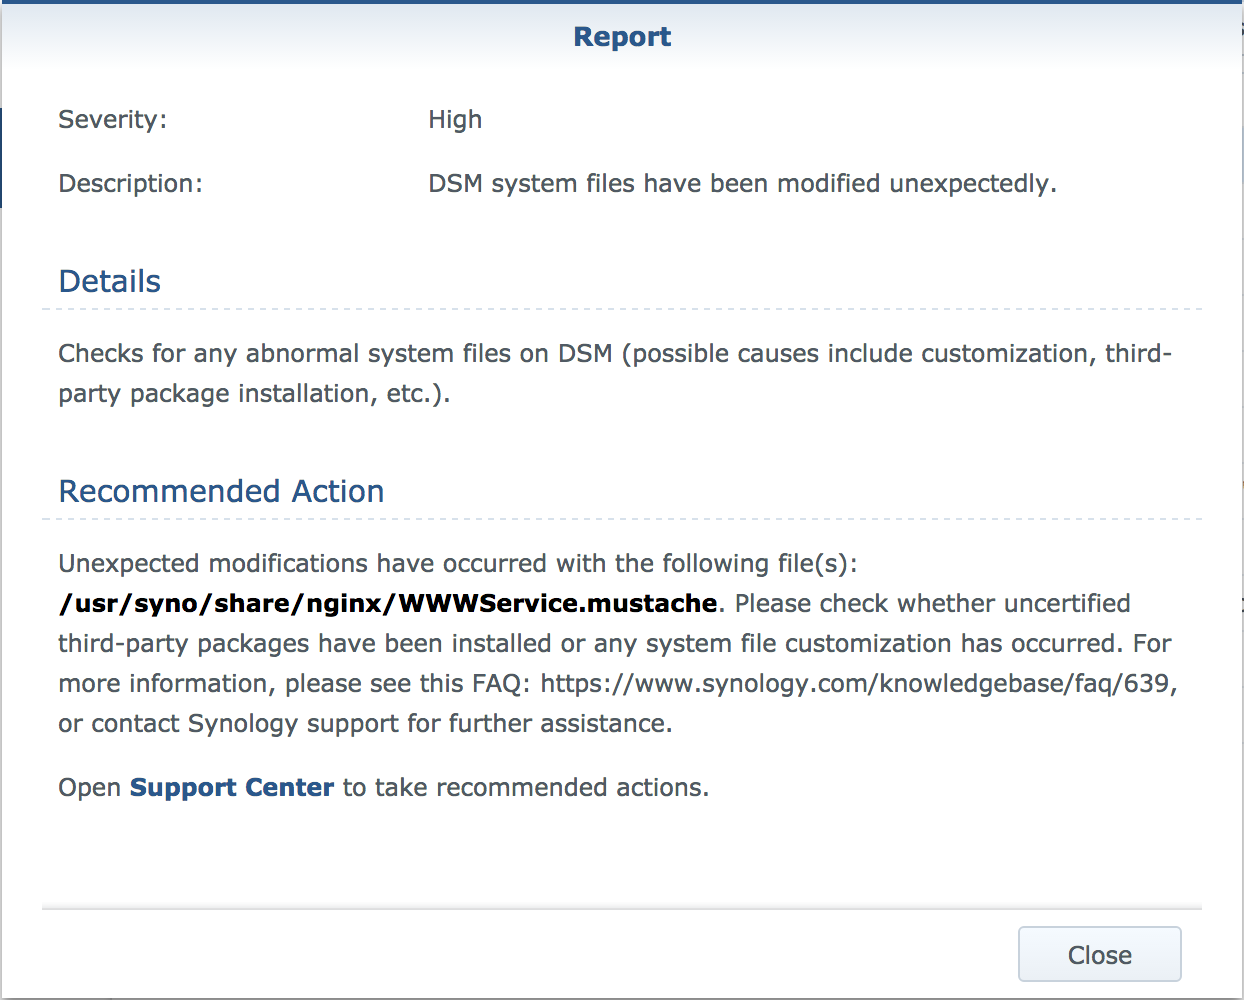 Report
Severity: High
Description: DSM system files have been modified unexpectedly.
Details
Checks for any abnormal system files on DSM (possible causes include customization, third-
party package installation, etc.).
Recommended Action
Unexpected modifications have occurred with the following file(s):
/usr/syno/share/nginx/WWWService.mustache. Please check whether uncertified
third-party packages have been installed or any system file customization has occurred. For
more information, please see this FAQ: https://www.synology.com/knowledgebase/faq/639,
or contact Synology support for further assistance.
Open Support Center to take recommended actions.
Close